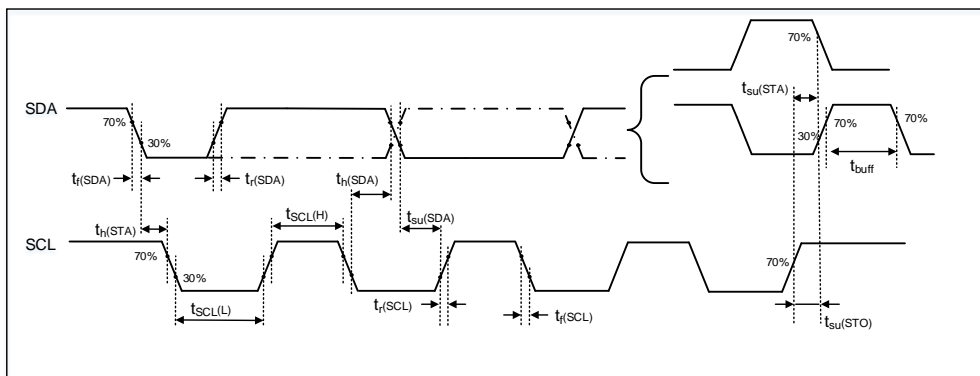 70%
tsu(STA)
SDA
70%
30%
30%
70%
70%
tf(SDA)
tr(SDA)
th(SDA)
tbuff
th(STA)
tSCL(H)
tsu(SDA)
SCL
70%
30%
70%
tSCL(L)
tr(SCL)
tf(SCL)
tsu(STO)